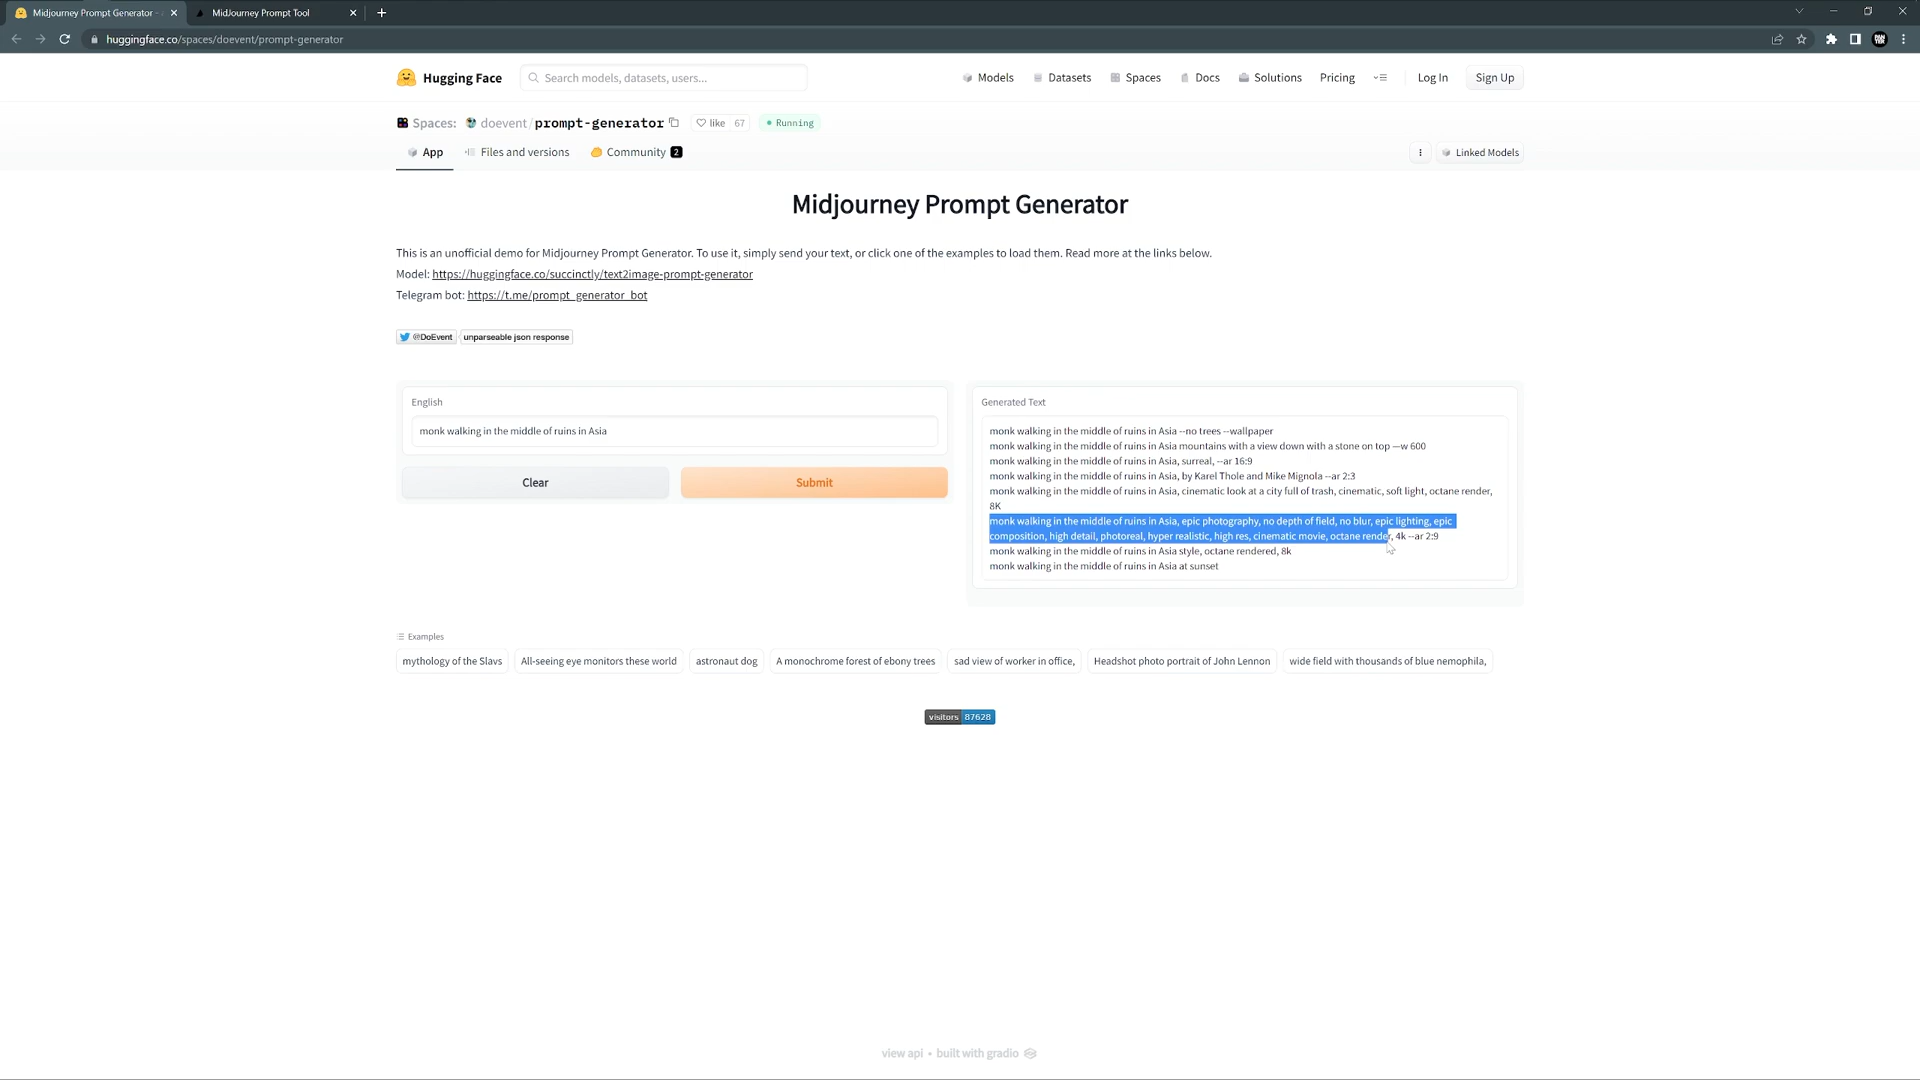 Midjourney Prompt Generator -
MidJourney Prompt Tool
huggingface.co/spaces/doevent/prompt-generator
Hugging Face
Search models, datasets, users...
Models
Datasets
Spaces
Docs
Solutions
Pricing
Log In
Sign Up
Spaces:
doevent/prompt-generator
like 67
Running
App
Files and versions
Community 2
Linked Models
Midjourney Prompt Generator
This is an unofficial demo for Midjourney Prompt Generator. To use it, simply send your text, or click one of the examples to load them. Read more at the links below.
Model: https://huggingface.co/succinctly/text2image-prompt-generator
Telegram bot: https://t.me/prompt_generator_bot
@DoEvent
unparseable json response
English
monk walking in the middle of ruins in Asia
Clear
Submit
Generated Text
monk walking in the middle of ruins in Asia --no trees --wallpaper
monk walking in the middle of ruins in Asia mountains with a view down with a stone on top —w 600
monk walking in the middle of ruins in Asia, surreal, --ar 16:9
monk walking in the middle of ruins in Asia, by Karel Thole and Mike Mignola --ar 2:3
monk walking in the middle of ruins in Asia, cinematic look at a city full of trash, cinematic, soft light, octane render,
8K
monk walking in the middle of ruins in Asia, epic photography, no depth of field, no blur, epic lighting, epic
composition, high detail, photoreal, hyper realistic, high res, cinematic movie, octane render, 4k --ar 2:9
monk walking in the middle of ruins in Asia style, octane rendered, 8k
monk walking in the middle of ruins in Asia at sunset
Examples
mythology of the Slavs
All-seeing eye monitors these world
astronaut dog
A monochrome forest of ebony trees
sad view of worker in office,
Headshot photo portrait of John Lennon
wide field with thousands of blue nemophila,
visitors 87628
view api • built with gradio